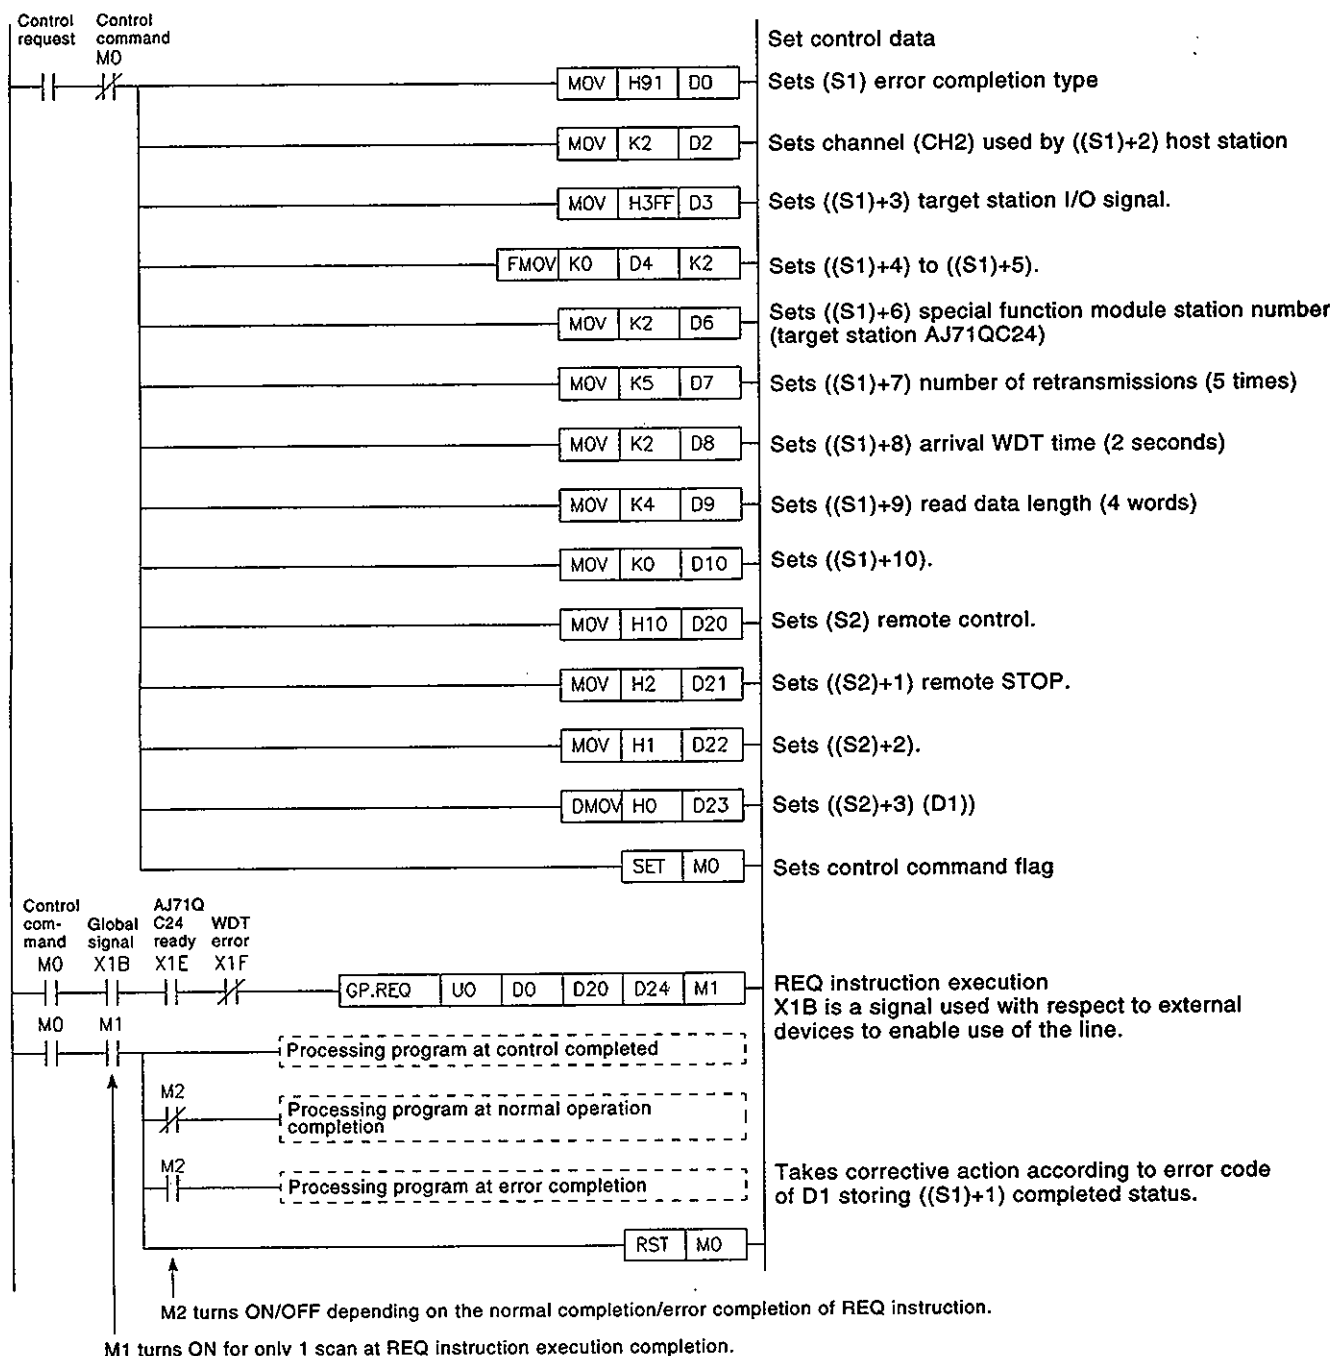 Control
request
Control
command
M0
Set control data
MOV H91 D0
Sets (S1) error completion type
MOV K2 D2
Sets channel (CH2) used by ((S1)+2) host station
MOV H3FF D3
Sets ((S1)+3) target station I/O signal.
FMOV K0 D4 K2
Sets ((S1)+4) to ((S1)+5).
MOV K2 D6
Sets ((S1)+6) special function module station number
(target station AJ71QC24)
MOV K5 D7
Sets ((S1)+7) number of retransmissions (5 times)
MOV K2 D8
Sets ((S1)+8) arrival WDT time (2 seconds)
MOV K4 D9
Sets ((S1)+9) read data length (4 words)
MOV K0 D10
Sets ((S1)+10).
MOV H10 D20
Sets (S2) remote control.
MOV H2 D21
Sets ((S2)+1) remote STOP.
MOV H1 D22
Sets ((S2)+2).
DMOV H0 D23
Sets ((S2)+3) (D1))
SET M0
Sets control command flag
Control
com-
mand
M0
Global
signal
X1B
AJ71Q
C24
ready
X1E
WDT
error
X1F
GP.REQ U0 D0 D20 D24 M1
REQ instruction execution
X1B is a signal used with respect to external
devices to enable use of the line.
M0 M1
Processing program at control completed
M2
Processing program at normal operation
completion
M2
Processing program at error completion
Takes corrective action according to error code
of D1 storing ((S1)+1) completed status.
RST M0
M2 turns ON/OFF depending on the normal completion/error completion of REQ instruction.
M1 turns ON for only 1 scan at REQ instruction execution completion.